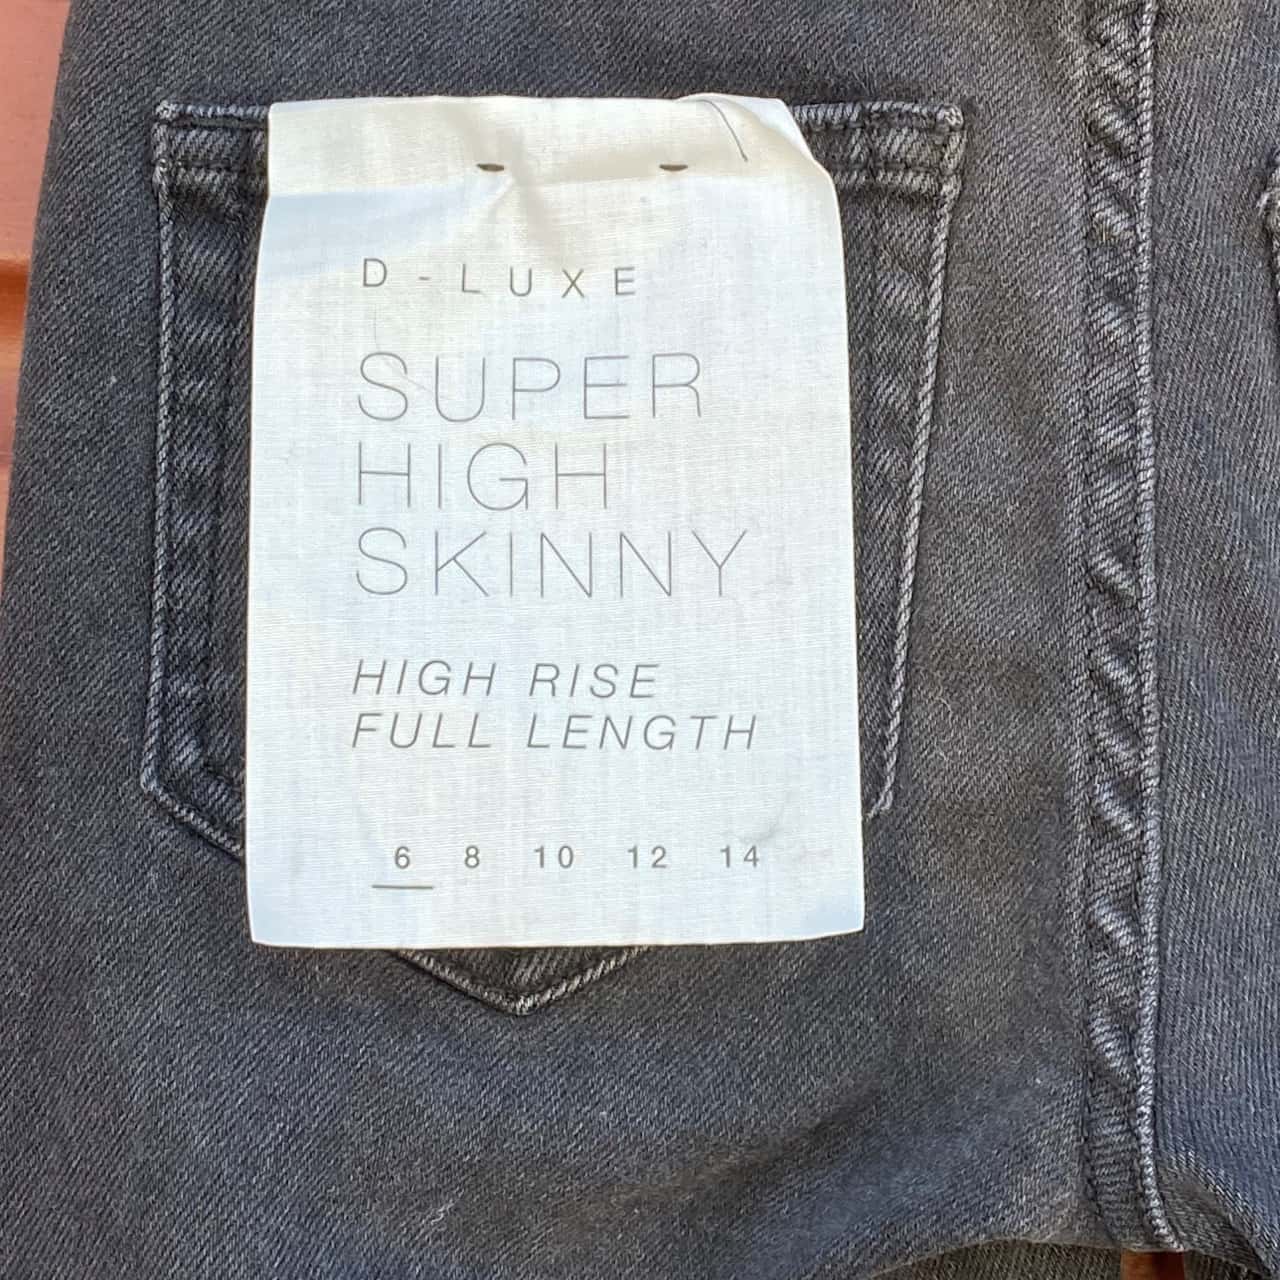 D-LUXE
SUPER
HIGH
SKINNY
HIGH RISE
FULL LENGTH
6 8 10 12 14